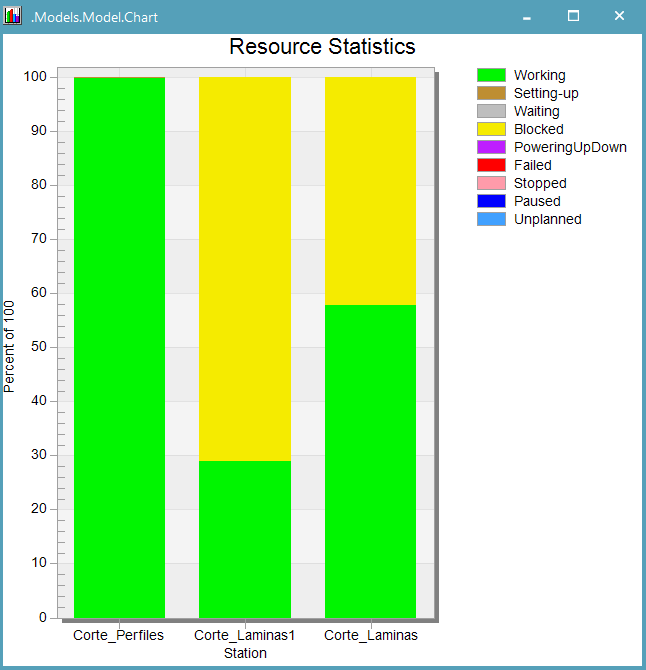 .Models.Model.Chart
Resource Statistics
100
90
80
70
60
50
40
30
20
10
0
Percent of 100
Corte_Perfiles
Corte_Laminas1
Corte_Laminas
Station
Working
Setting-up
Waiting
Blocked
PoweringUpDown
Failed
Stopped
Paused
Unplanned